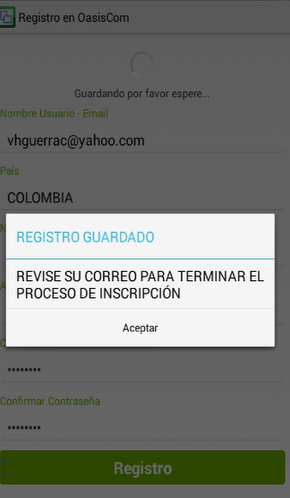 Registro en OasisCom
Guardando por favor espere...
Nombre Usuario - Email
vhguerrac@yahoo.com
País
COLOMBIA
N
REGISTRO GUARDADO
REVISE SU CORREO PARA TERMINAR EL
PROCESO DE INSCRIPCIÓN
A
Aceptar
C
••••••••
Confirmar Contraseña
••••••••
Registro